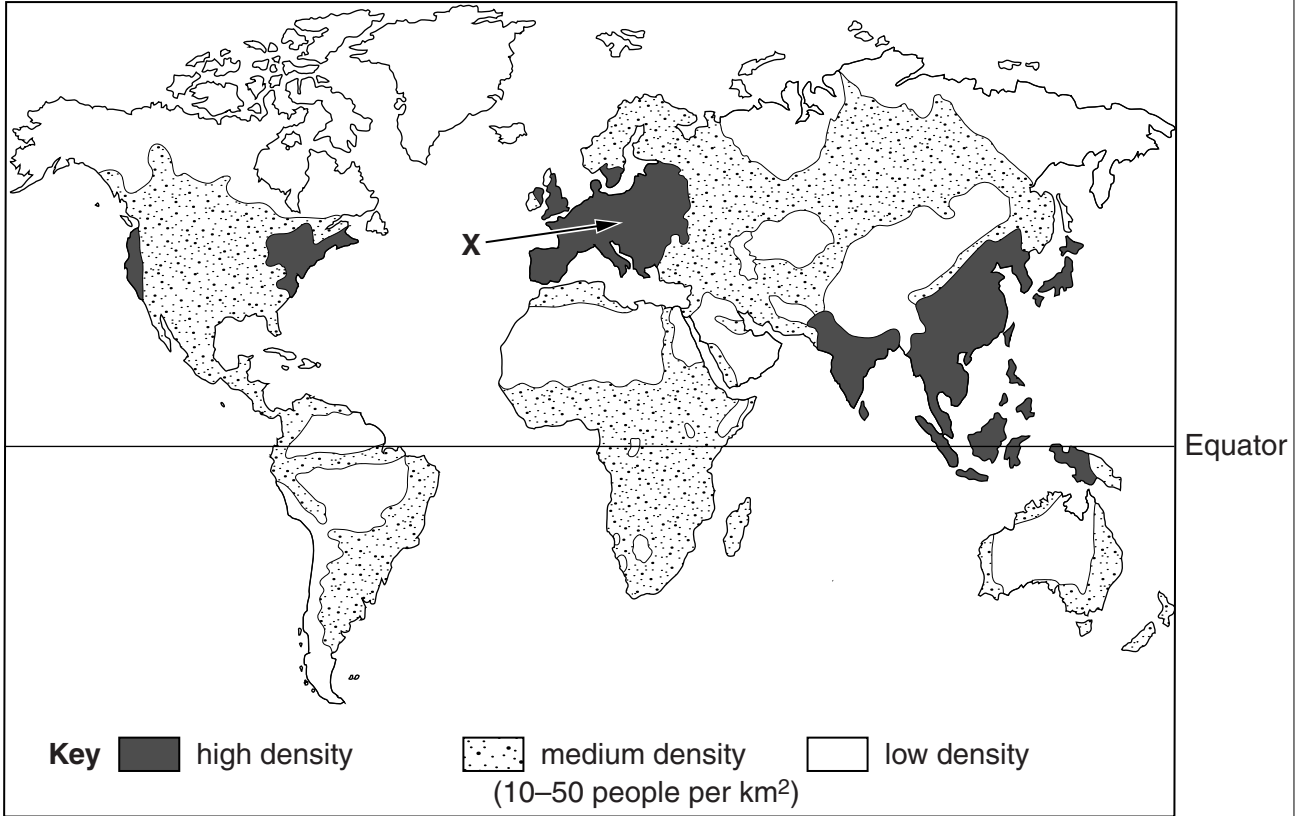 X
Equator
Key high density medium density low density
(10–50 people per km²)